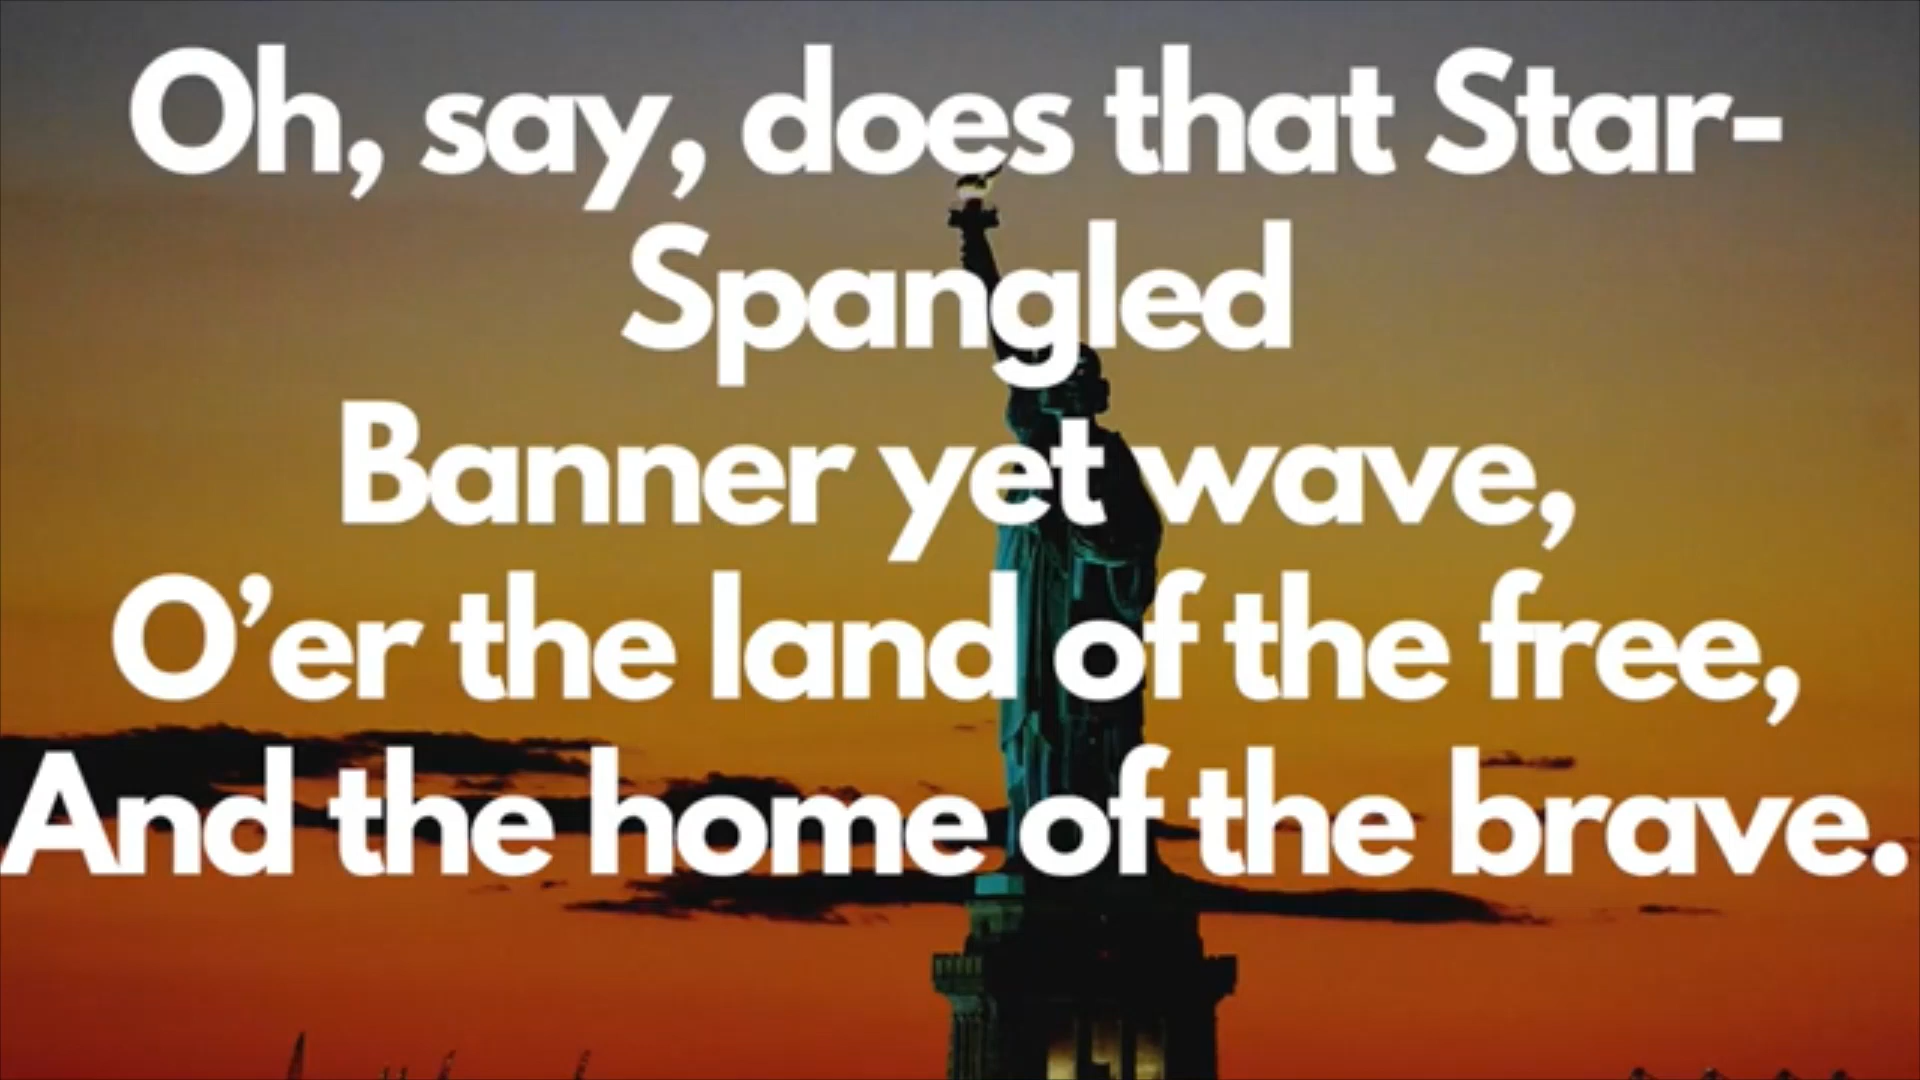 Oh, say, does that Star-
Spangled
Banner yet wave,
O’er the land of the free,
And the home of the brave.